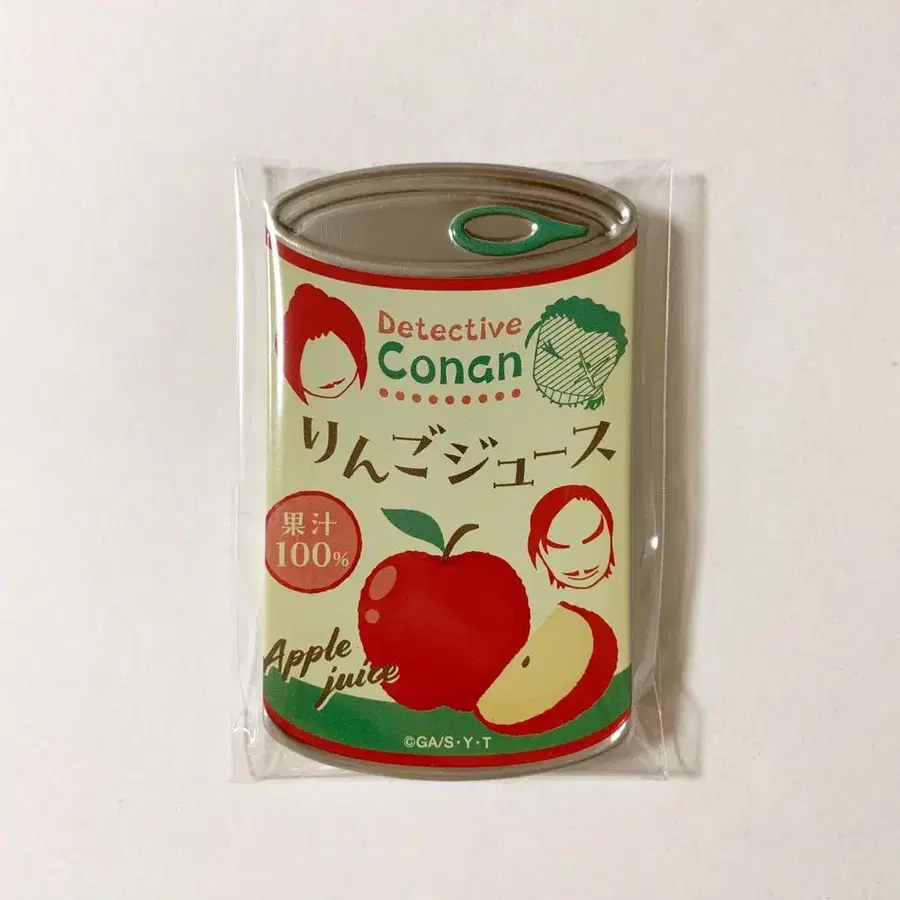 Detective
Conan
りんごジュース
果汁
100%
Apple
juice
©GA/S・Y・T